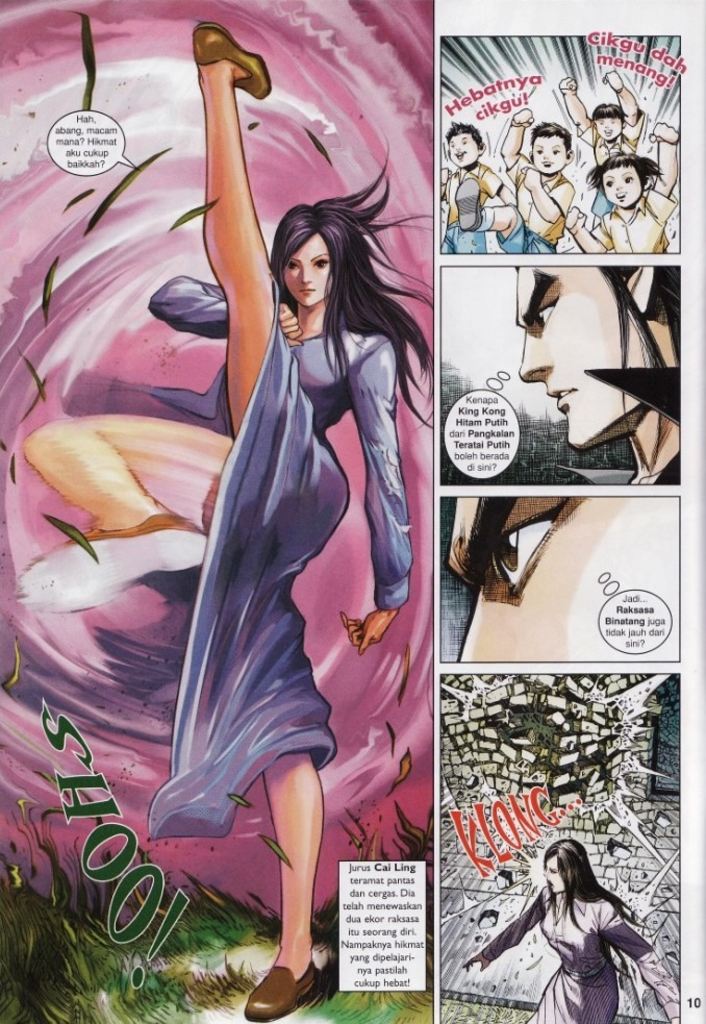 Hah,
abang, macam
mana? Hikmat
aku cukup
baikkah?
SHOO!
Jurus Cai Ling
teramat pantas
dan cergas. Dia
telah menewaskan
dua ekor raksasa
itu seorang diri.
Nampaknya hikmat
yang dipelajari-
nya pastilah
cukup hebat!
Hebatnya
cikgu!
Cikgu dah
menang!
Kenapa
King Kong
Hitam Putih
dari Pangkalan
Teratai Putih
boleh berada
di sini?
Jadi...
Raksasa
Binatang juga
tidak jauh dari
sini?
KLONG...
10